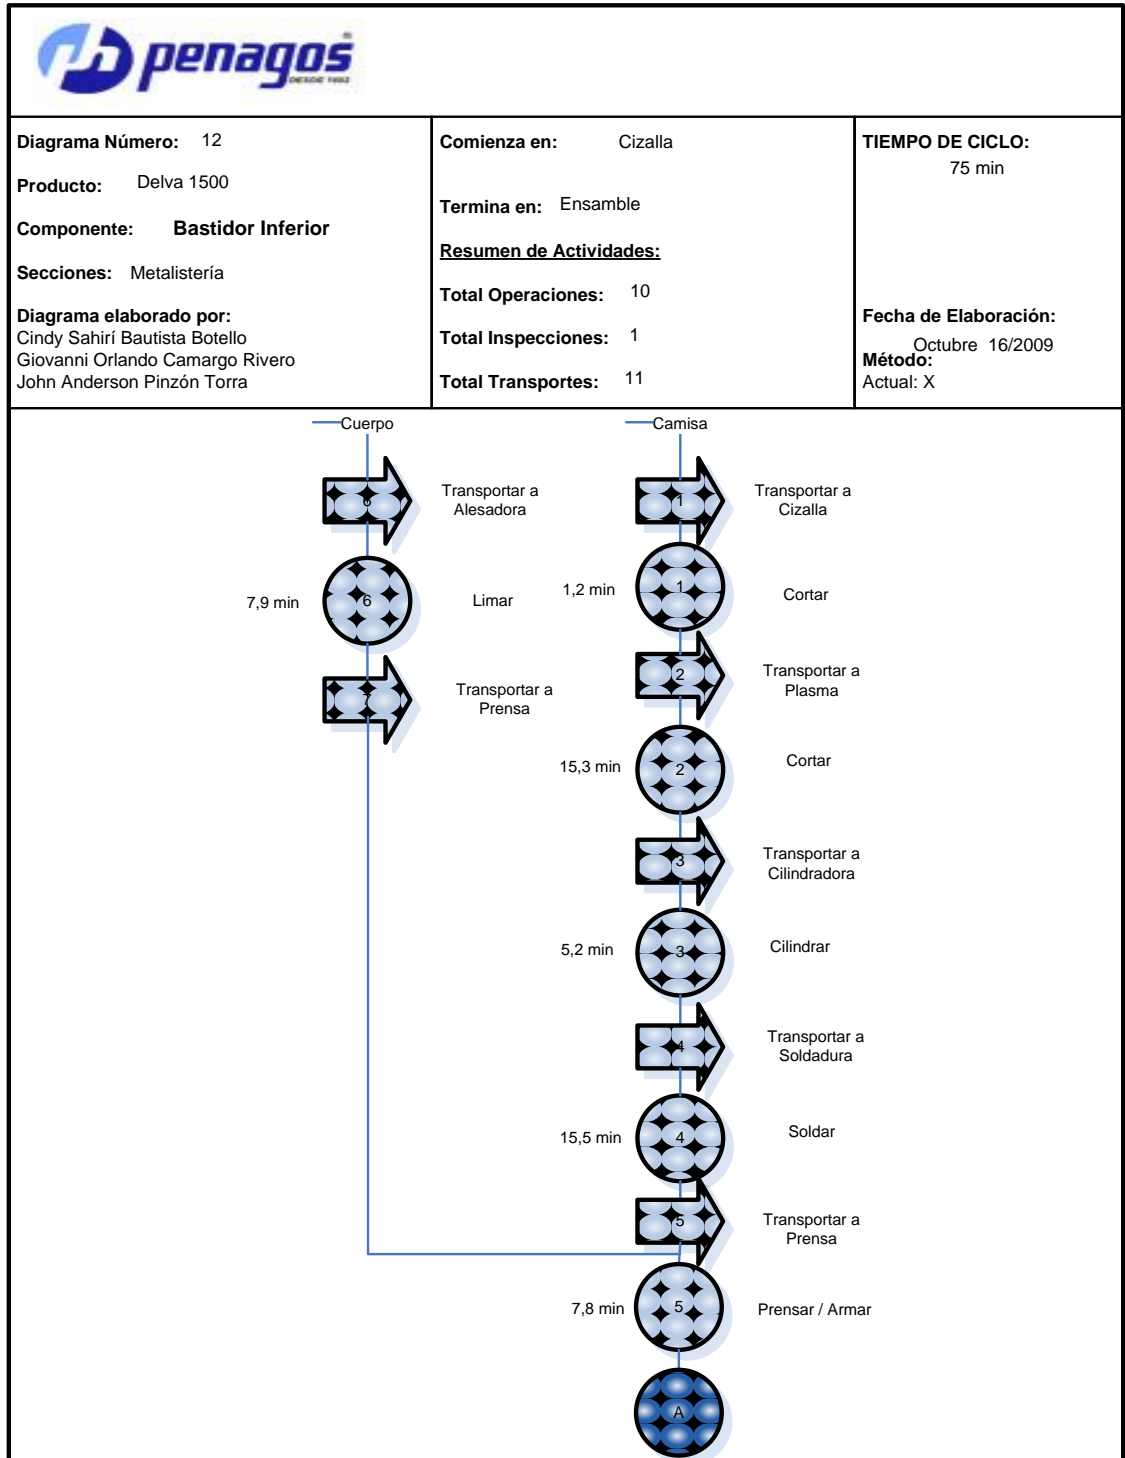 penagos
DESDE 1892
Diagrama Número: 12
Producto: Delva 1500
Componente: Bastidor Inferior
Secciones: Metalistería
Diagrama elaborado por:
Cindy Sahirí Bautista Botello
Giovanni Orlando Camargo Rivero
John Anderson Pinzón Torra
Comienza en: Cizalla
Termina en: Ensamble
Resumen de Actividades:
Total Operaciones: 10
Total Inspecciones: 1
Total Transportes: 11
TIEMPO DE CICLO:
75 min
Fecha de Elaboración:
Octubre 16/2009
Método:
Actual: X
Cuerpo
6
Transportar a
Alesadora
7,9 min
6
Limar
7
Transportar a
Prensa
Camisa
1
Transportar a
Cizalla
1,2 min
1
Cortar
2
Transportar a
Plasma
15,3 min
2
Cortar
3
Transportar a
Cilindradora
5,2 min
3
Cilindrar
4
Transportar a
Soldadura
15,5 min
4
Soldar
5
Transportar a
Prensa
7,8 min
5
Prensar / Armar
A